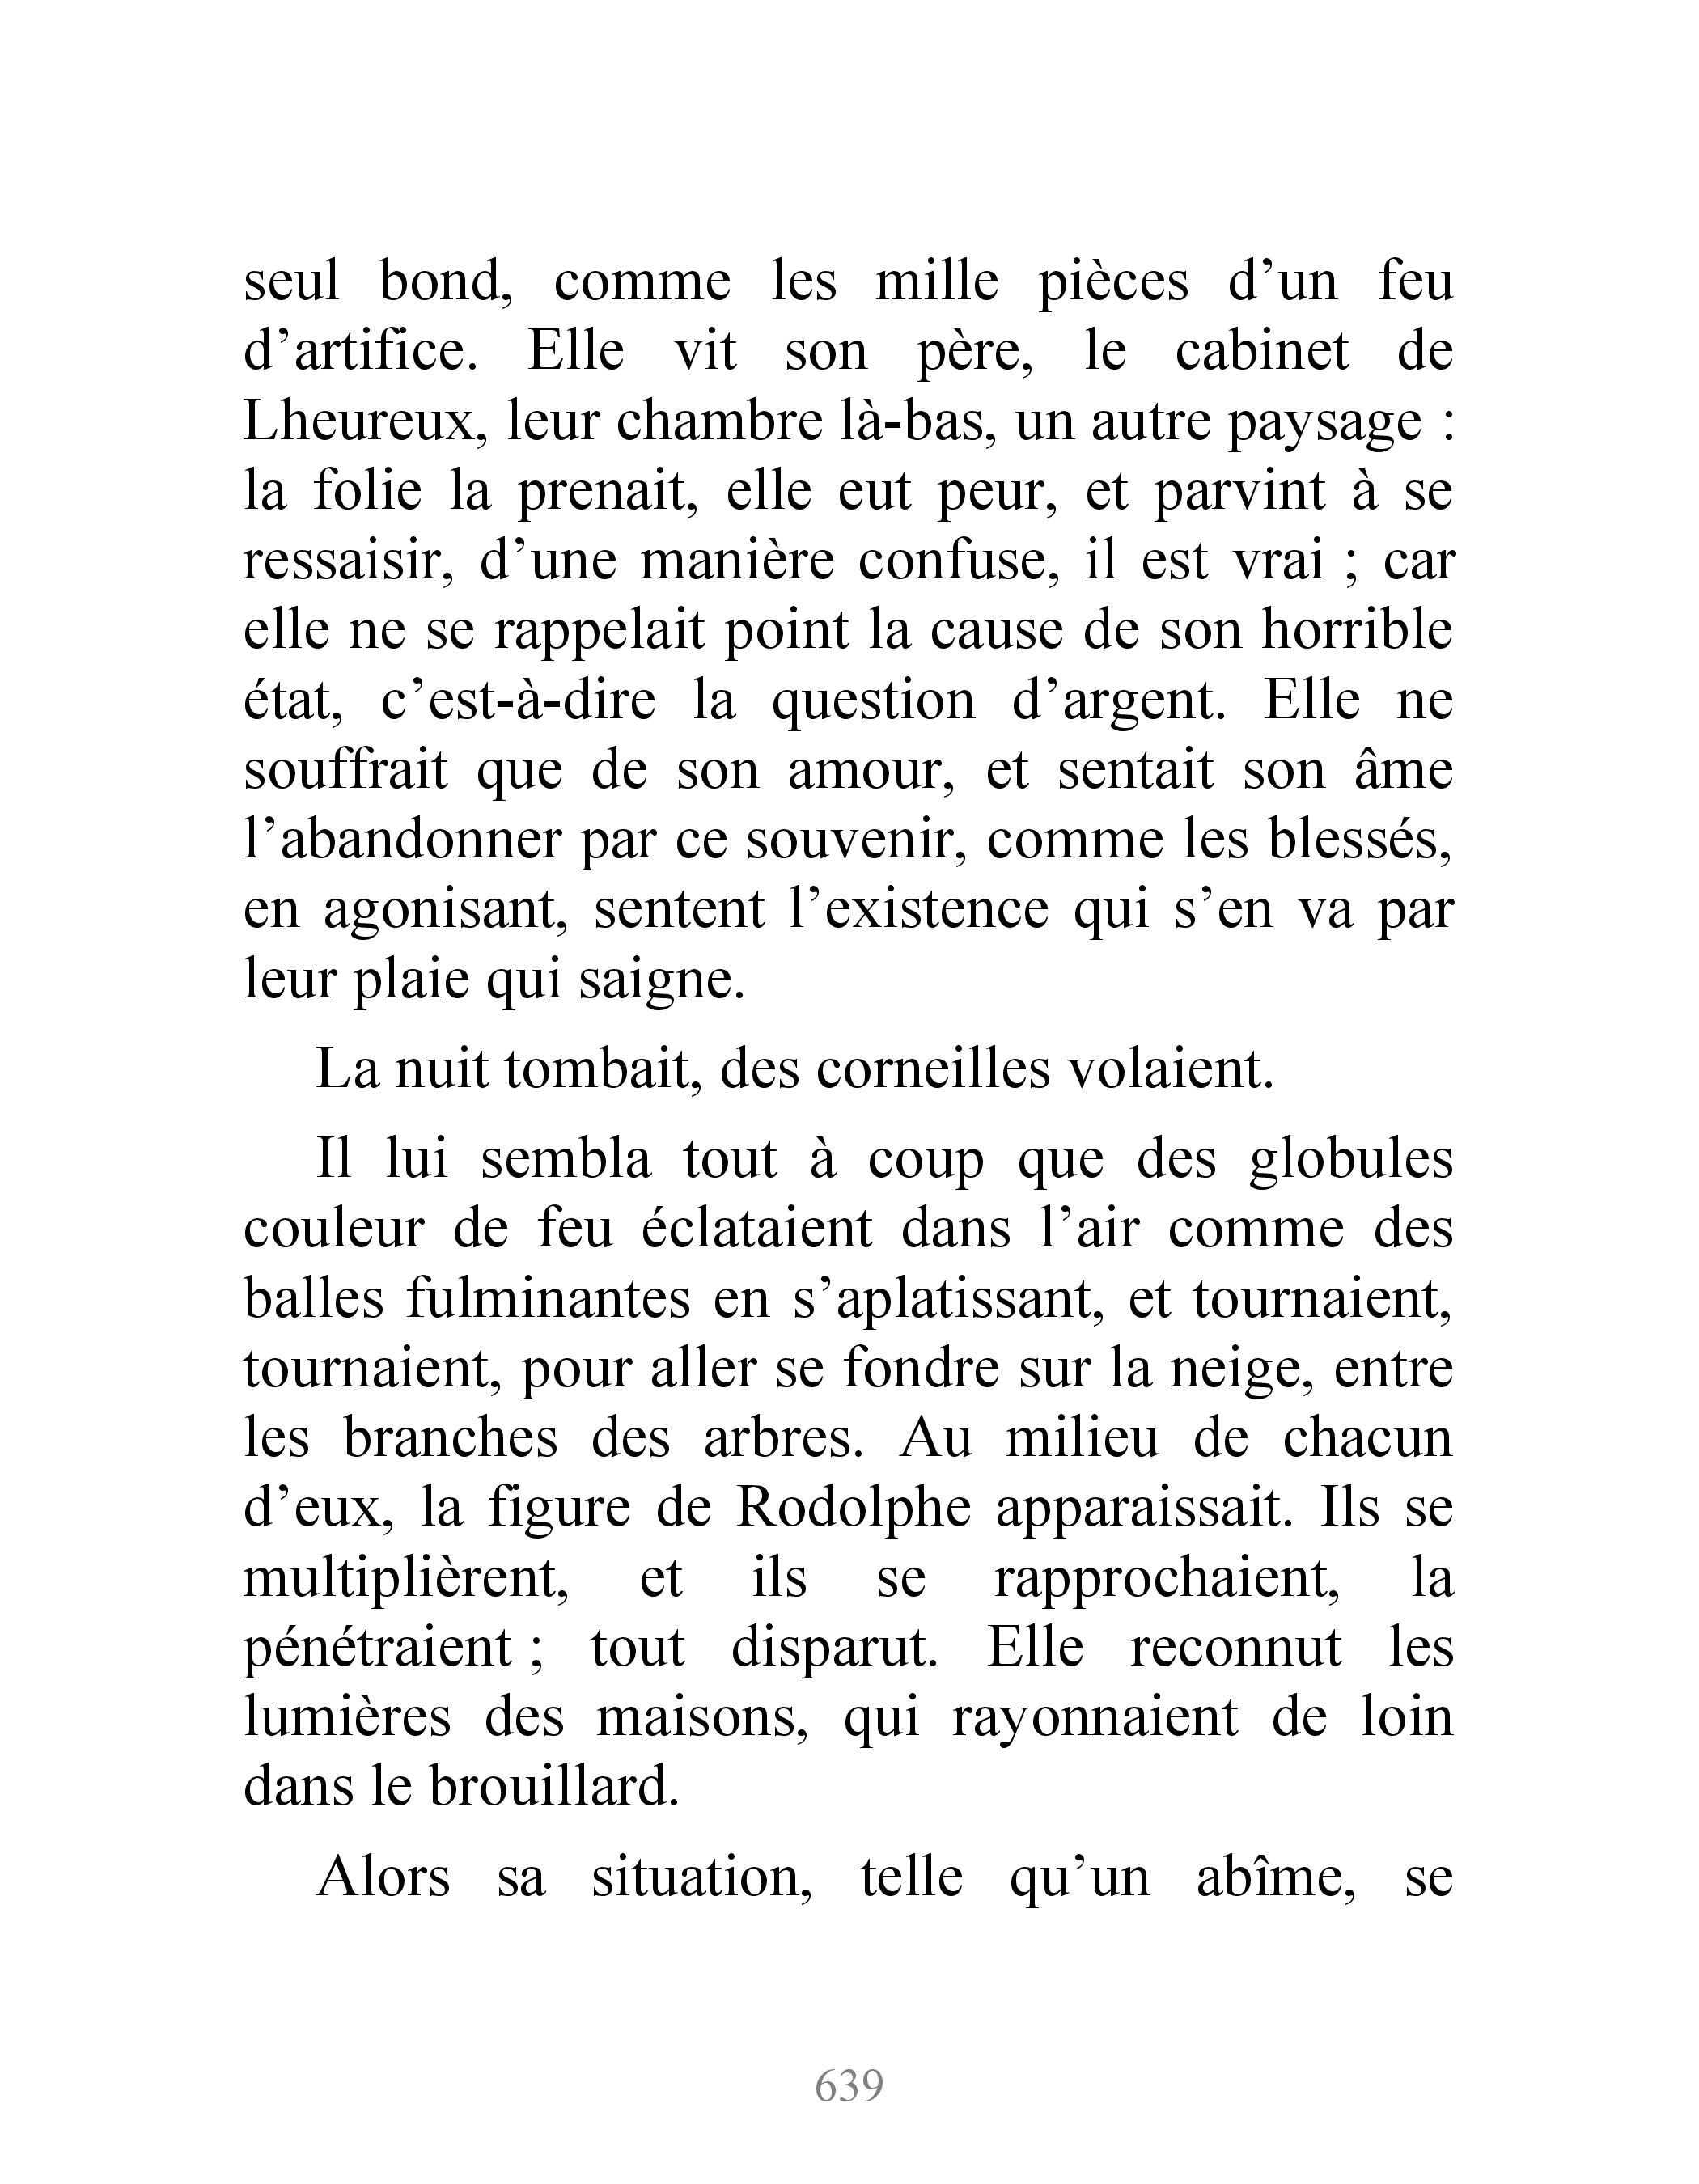 seul bond, comme les mille pièces d’un feu
d’artifice. Elle vit son père, le cabinet de
Lheureux, leur chambre là-bas, un autre paysage :
la folie la prenait, elle eut peur, et parvint à se
ressaisir, d’une manière confuse, il est vrai ; car
elle ne se rappelait point la cause de son horrible
état, c’est-à-dire la question d’argent. Elle ne
souffrait que de son amour, et sentait son âme
l’abandonner par ce souvenir, comme les blessés,
en agonisant, sentent l’existence qui s’en va par
leur plaie qui saigne.
La nuit tombait, des corneilles volaient.
Il lui sembla tout à coup que des globules
couleur de feu éclataient dans l’air comme des
balles fulminantes en s’aplatissant, et tournaient,
tournaient, pour aller se fondre sur la neige, entre
les branches des arbres. Au milieu de chacun
d’eux, la figure de Rodolphe apparaissait. Ils se
multiplièrent, et ils se rapprochaient, la
pénétraient ; tout disparut. Elle reconnut les
lumières des maisons, qui rayonnaient de loin
dans le brouillard.
Alors sa situation, telle qu’un abîme, se
639